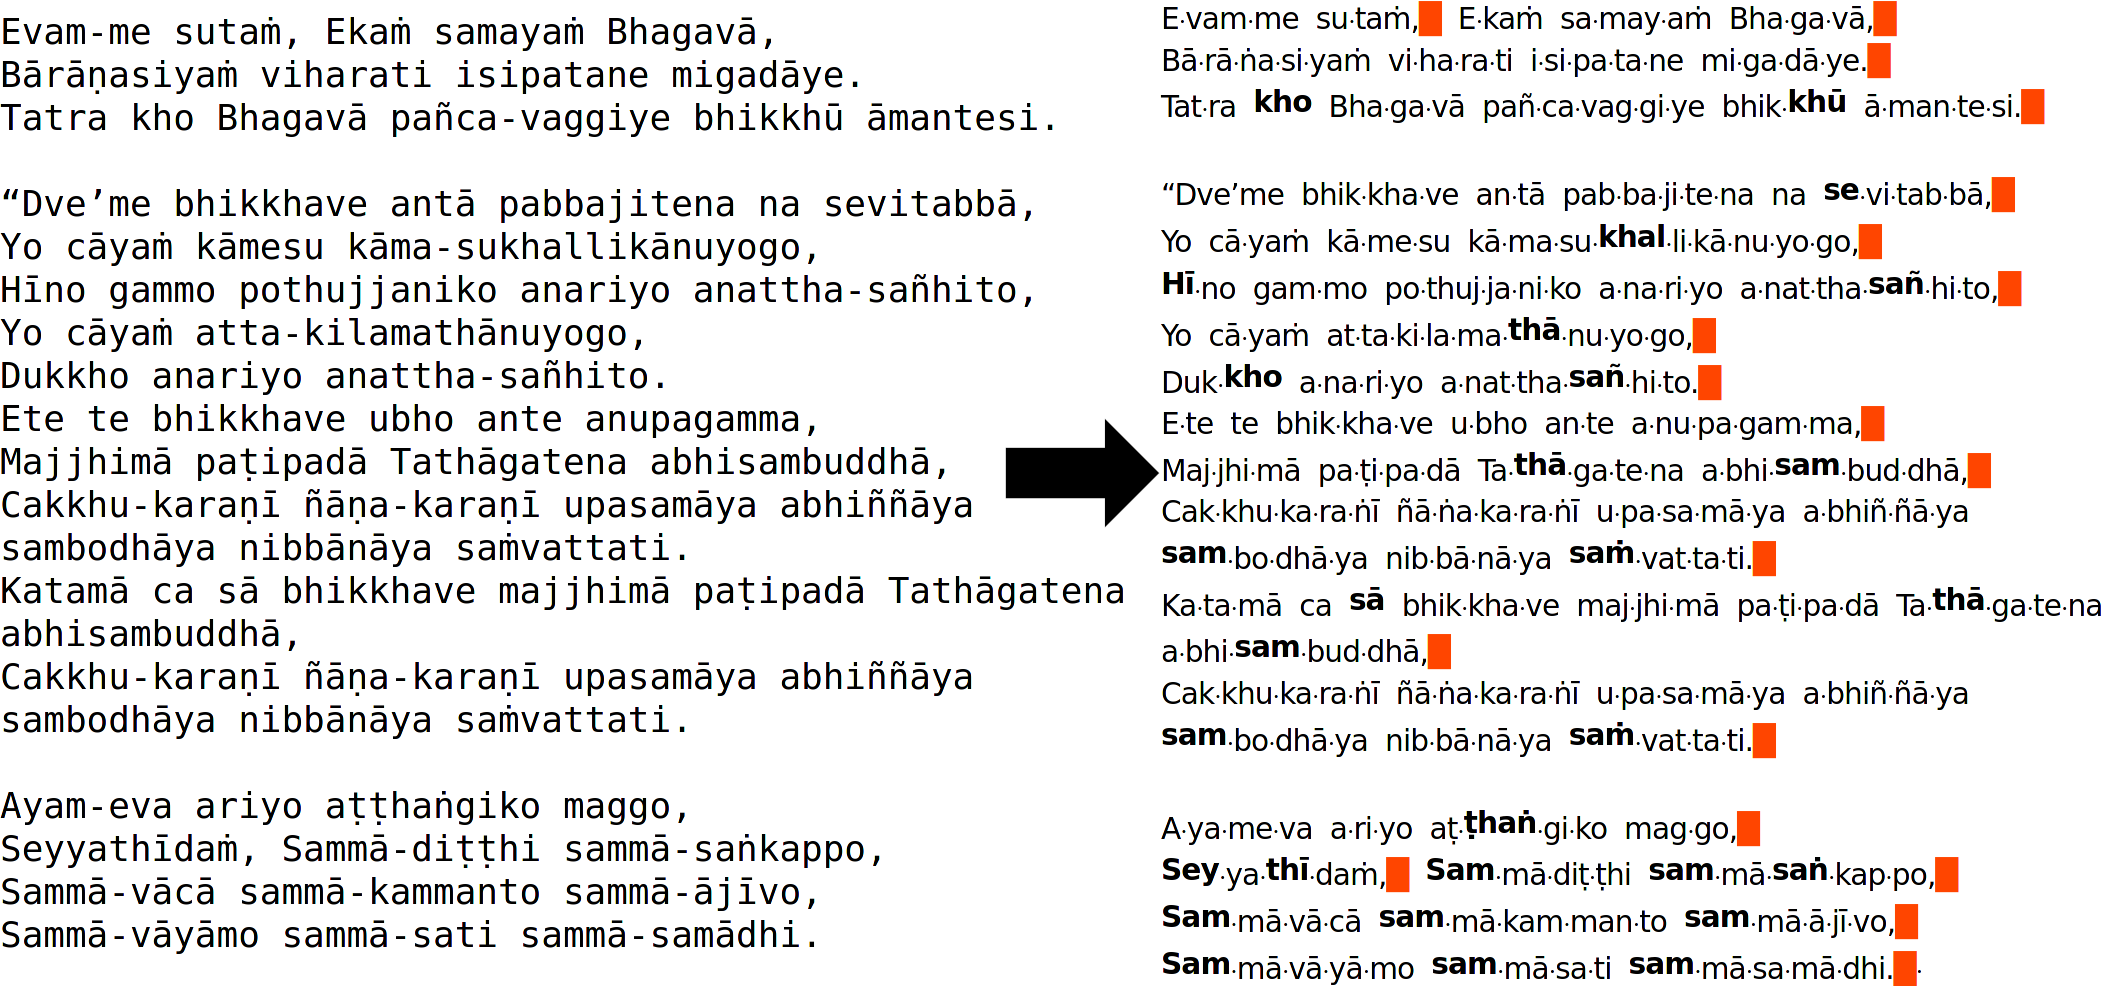 Evam-me sutaṁ, Ekaṁ samayaṁ Bhagavā,
Bārāṇasiyaṁ viharati isipatane migadāye.
Tatra kho Bhagavā pañca-vaggiye bhikkhū āmantesi.
“Dve’me bhikkhave antā pabbajitena na sevitabbā,
Yo cāyaṁ kāmesu kāma-sukhallikānuyogo,
Hīno gammo pothujjaniko anariyo anattha-sañhito,
Yo cāyaṁ atta-kilamathānuyogo,
Dukkho anariyo anattha-sañhito.
Ete te bhikkhave ubho ante anupagamma,
Majjhimā paṭipadā Tathāgatena abhisambuddhā,
Cakkhu-karaṇī ñāṇa-karaṇī upasamāya abhiññāya
sambodhāya nibbānāya saṁvattati.
Katamā ca sā bhikkhave majjhimā paṭipadā Tathāgatena
abhisambuddhā,
Cakkhu-karaṇī ñāṇa-karaṇī upasamāya abhiññāya
sambodhāya nibbānāya saṁvattati.
Ayam-eva ariyo aṭṭhaṅgiko maggo,
Seyyathīdaṁ, Sammā-diṭṭhi sammā-saṅkappo,
Sammā-vācā sammā-kammanto sammā-ājīvo,
Sammā-vāyāmo sammā-sati sammā-samādhi.
E·vam·me su·taṁ, E·kaṁ sa·may·aṁ Bha·ga·vā,
Bā·rā·ṅa·si·yaṁ vi·ha·ra·ti i·si·pa·ta·ne mi·ga·dā·ye.
Tat·ra kho Bha·ga·vā pañ·ca·vag·gi·ye bhik·khū ā·man·te·si.
“Dve’me bhik·kha·ve an·tā pab·ba·ji·te·na na se·vi·tab·bā,
Yo cā·yaṁ kā·me·su kā·ma·su·khal·li·kā·nu·yo·go,
Hī·no gam·mo po·thuj·ja·ni·ko a·na·ri·yo a·nat·tha·sañ·hi·to,
Yo cā·yaṁ at·ta·ki·la·ma·thā·nu·yo·go,
Duk·kho a·na·ri·yo a·nat·tha·sañ·hi·to.
E·te te bhik·kha·ve u·bho an·te a·nu·pa·gam·ma,
Maj·jhi·mā pa·ṭi·pa·dā Ta·thā·ga·te·na a·bhi·sam·bud·dhā,
Cak·khu·ka·ra·ṅī ñā·ṅa·ka·ra·ṅī u·pa·sa·mā·ya a·bhiñ·ñā·ya
sam·bo·dhā·ya nib·bā·nā·ya saṁ·vat·ta·ti.
Ka·ta·mā ca sā bhik·kha·ve maj·jhi·mā pa·ṭi·pa·dā Ta·thā·ga·te·na
a·bhi·sam·bud·dhā,
Cak·khu·ka·ra·ṅī ñā·ṅa·ka·ra·ṅī u·pa·sa·mā·ya a·bhiñ·ñā·ya
sam·bo·dhā·ya nib·bā·nā·ya saṁ·vat·ta·ti.
A·ya·me·va a·ri·yo aṭ·ṭhaṅ·gi·ko mag·go,
Sey·ya·thī·daṁ, Sam·mā·diṭ·ṭhi sam·mā·saṅ·kap·po,
Sam·mā·vā·cā sam·mā·kam·man·to sam·mā·ā·jī·vo,
Sam·mā·vā·yā·mo sam·mā·sa·ti sam·mā·sa·mā·dhi. ·